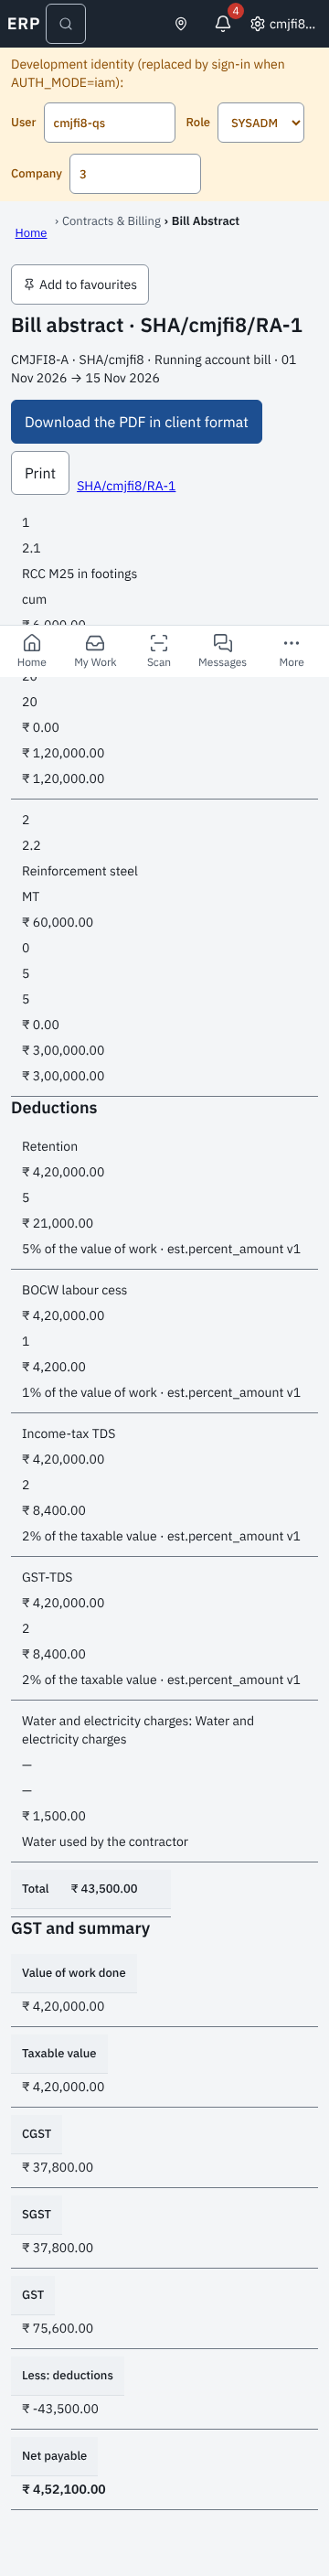 ERP
4
cmjfi8...
Development identity (replaced by sign-in when
AUTH_MODE=iam):
User cmjfi8-qs Role SYSADM
Company 3
Home › Contracts & Billing › Bill Abstract
Add to favourites
Bill abstract · SHA/cmjfi8/RA-1
CMJFI8-A · SHA/cmjfi8 · Running account bill · 01
Nov 2026 → 15 Nov 2026
Download the PDF in client format
Print SHA/cmjfi8/RA-1
1
2.1
RCC M25 in footings
cum
Home My Work Scan Messages More
20
₹ 0.00
₹ 1,20,000.00
₹ 1,20,000.00
2
2.2
Reinforcement steel
MT
₹ 60,000.00
0
5
5
₹ 0.00
₹ 3,00,000.00
₹ 3,00,000.00
Deductions
Retention
₹ 4,20,000.00
5
₹ 21,000.00
5% of the value of work · est.percent_amount v1
BOCW labour cess
₹ 4,20,000.00
1
₹ 4,200.00
1% of the value of work · est.percent_amount v1
Income-tax TDS
₹ 4,20,000.00
2
₹ 8,400.00
2% of the taxable value · est.percent_amount v1
GST-TDS
₹ 4,20,000.00
2
₹ 8,400.00
2% of the taxable value · est.percent_amount v1
Water and electricity charges: Water and
electricity charges
—
—
₹ 1,500.00
Water used by the contractor
Total ₹ 43,500.00
GST and summary
Value of work done
₹ 4,20,000.00
Taxable value
₹ 4,20,000.00
CGST
₹ 37,800.00
SGST
₹ 37,800.00
GST
₹ 75,600.00
Less: deductions
₹ -43,500.00
Net payable
₹ 4,52,100.00